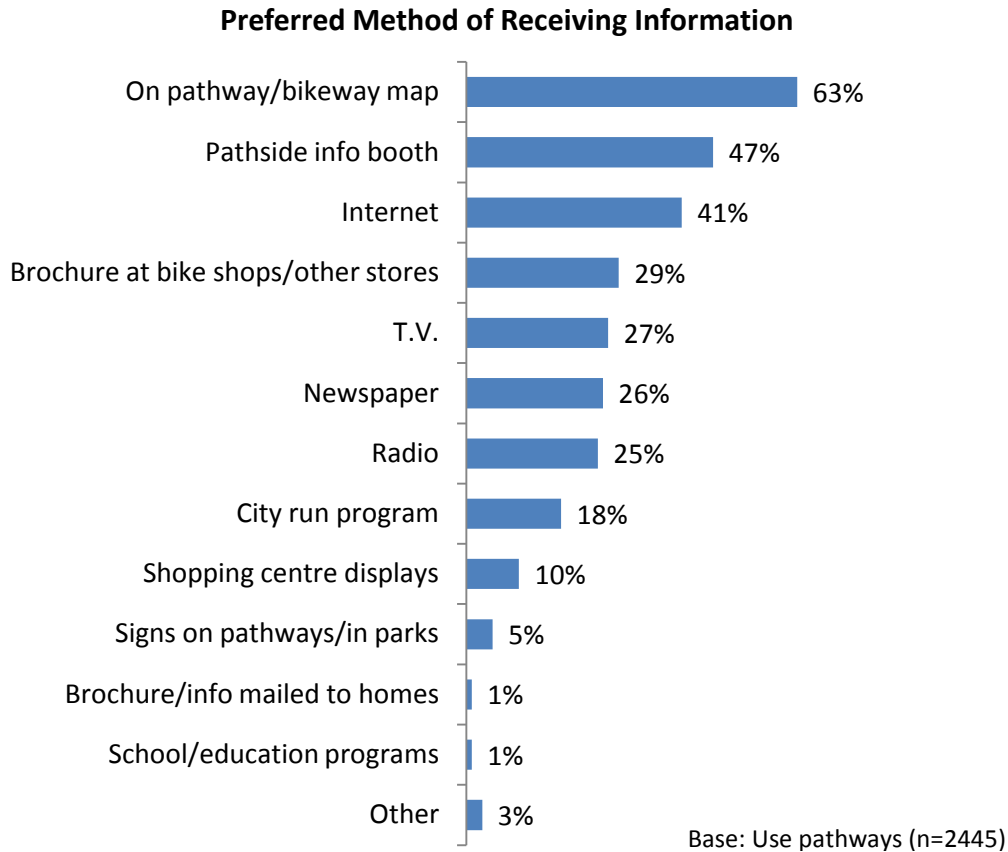 Preferred Method of Receiving Information
On pathway/bikeway map 63%
Pathside info booth 47%
Internet 41%
Brochure at bike shops/other stores 29%
T.V. 27%
Newspaper 26%
Radio 25%
City run program 18%
Shopping centre displays 10%
Signs on pathways/in parks 5%
Brochure/info mailed to homes 1%
School/education programs 1%
Other 3%
Base: Use pathways (n=2445)